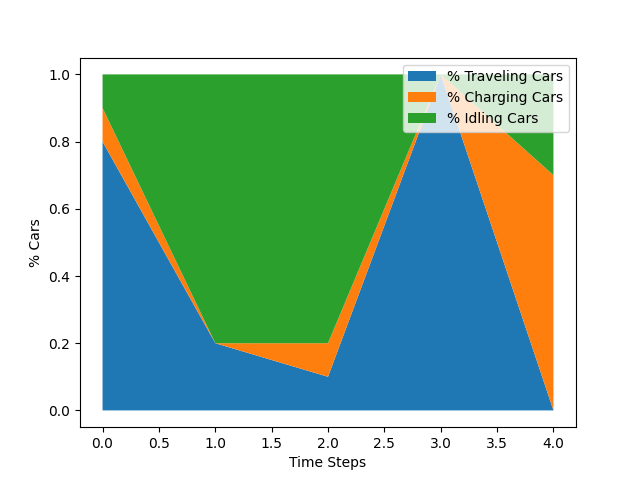 % Traveling Cars
% Charging Cars
% Idling Cars
1.0
0.8
0.6
0.4
0.2
0.0
% Cars
0.0 0.5 1.0 1.5 2.0 2.5 3.0 3.5 4.0
Time Steps